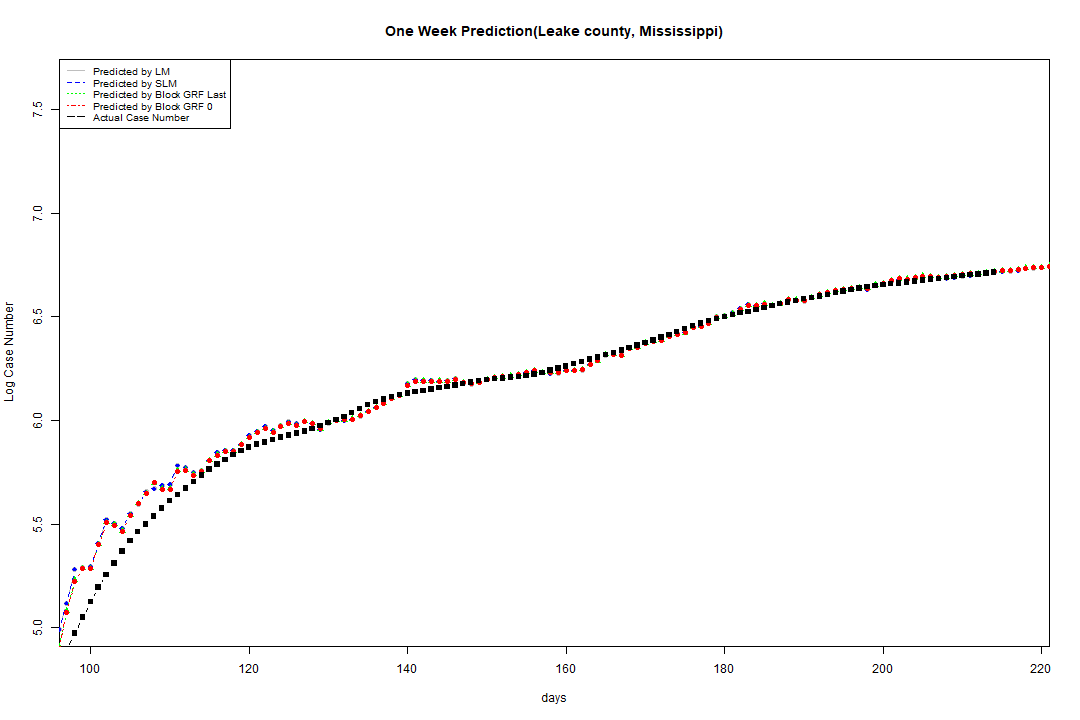 One Week Prediction(Leake county, Mississippi)
Predicted by LM
Predicted by SLM
Predicted by Block GRF Last
Predicted by Block GRF 0
Actual Case Number
7.5
7.0
6.5
6.0
5.5
5.0
Log Case Number
100 120 140 160 180 200 220
days